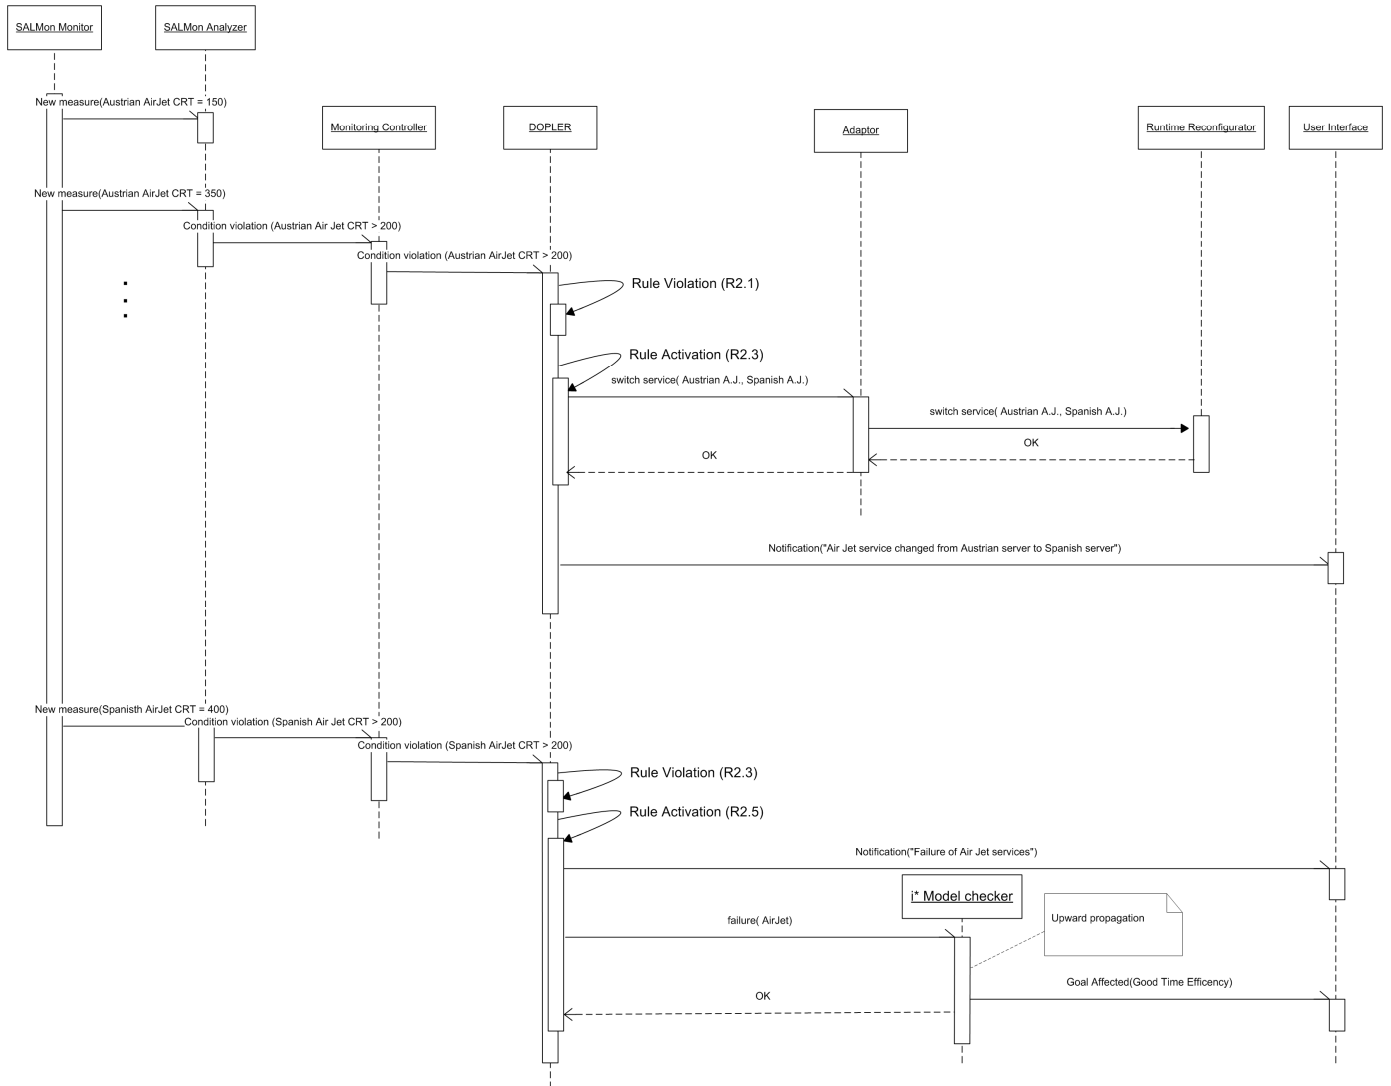 SALMon Monitor
SALMon Analyzer
New measure(Austrian AirJet CRT = 150)
Monitoring Controller
DOPLER
Adaptor
Runtime Reconfigurator
User Interface
New measure(Austrian AirJet CRT = 350)
Condition violation (Austrian Air Jet CRT > 200)
Condition violation (Austrian AirJet CRT > 200)
Rule Violation (R2.1)
Rule Activation (R2.3)
switch service( Austrian A.J., Spanish A.J.)
switch service( Austrian A.J., Spanish A.J.)
OK
OK
Notification("Air Jet service changed from Austrian server to Spanish server")
New measure(Spanisth AirJet CRT = 400)
Condition violation (Spanish Air Jet CRT > 200)
Condition violation (Spanish AirJet CRT > 200)
Rule Violation (R2.3)
Rule Activation (R2.5)
Notification("Failure of Air Jet services")
i* Model checker
Upward propagation
failure( AirJet)
Goal Affected(Good Time Efficency)
OK